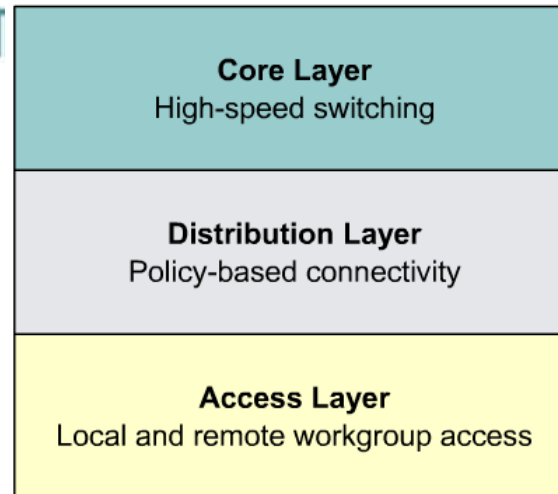 Core Layer
High-speed switching
Distribution Layer
Policy-based connectivity
Access Layer
Local and remote workgroup access